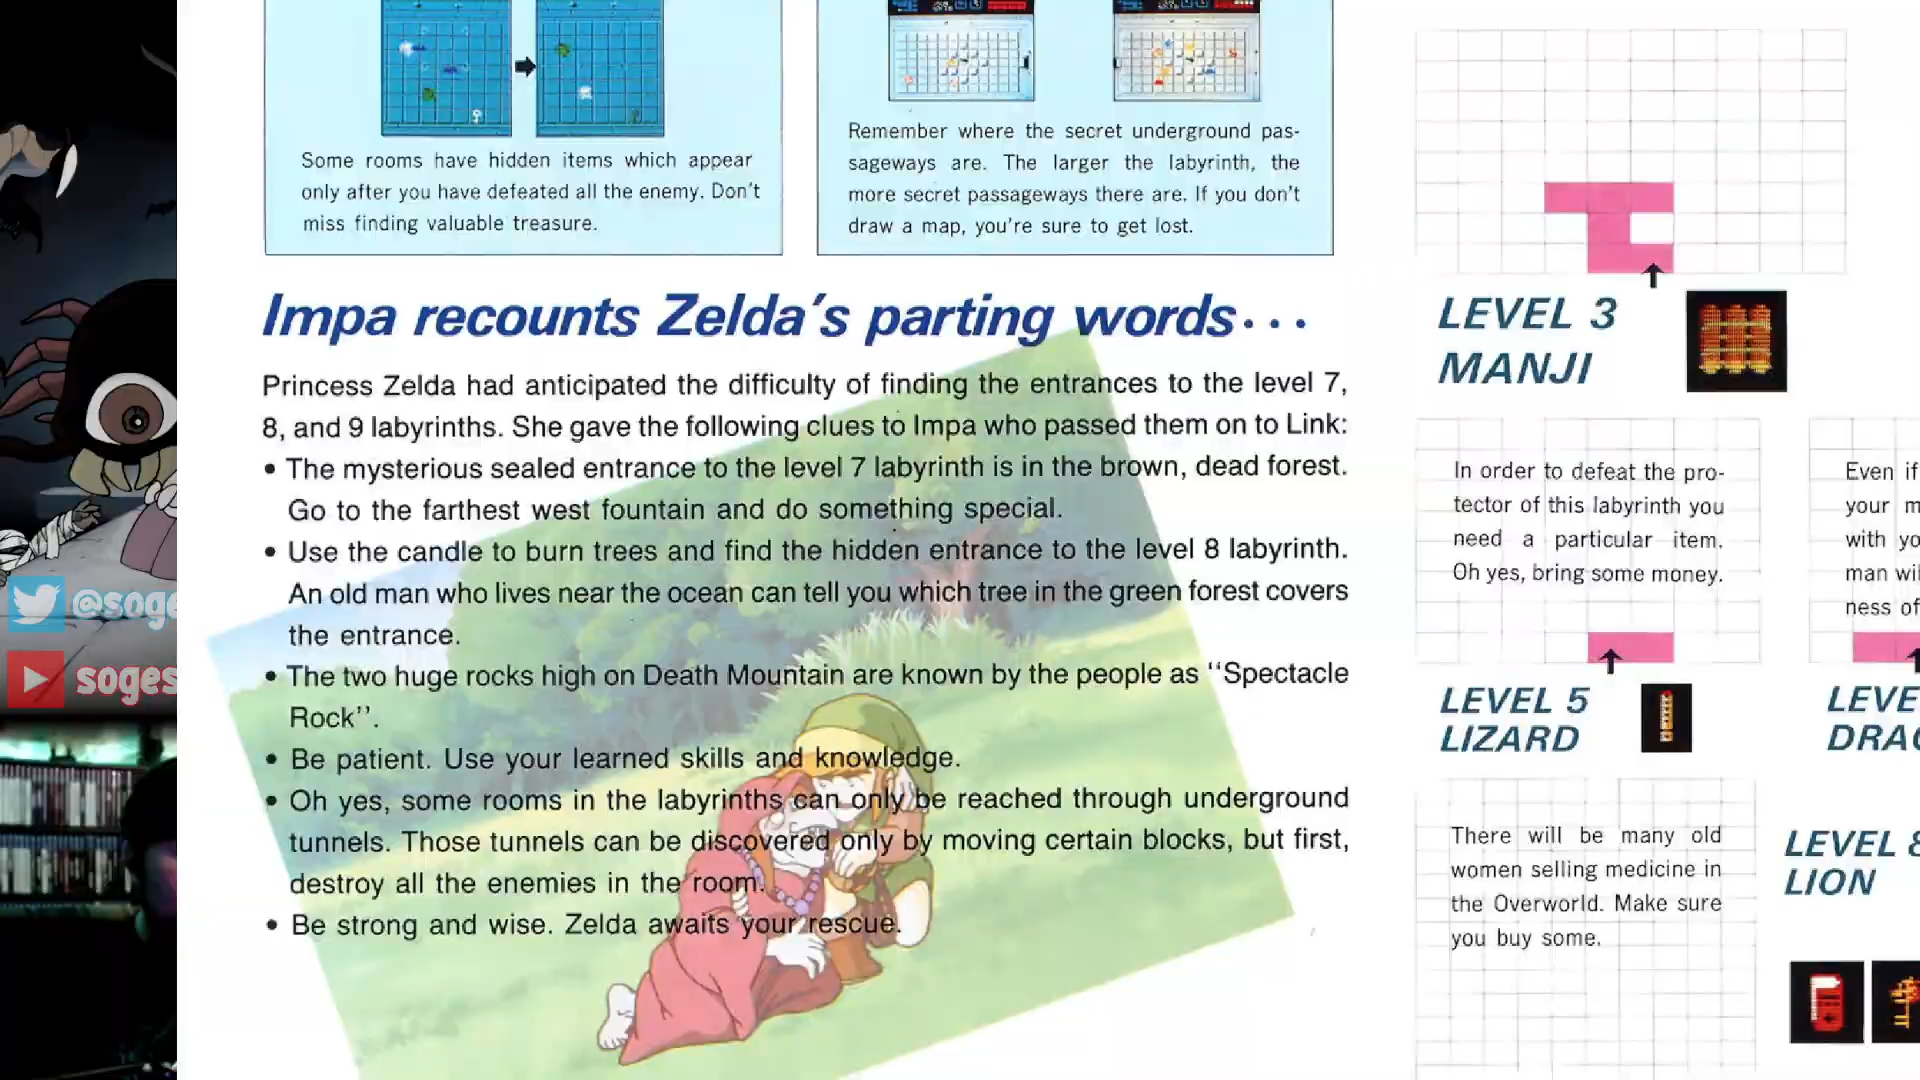 Some rooms have hidden items which appear
only after you have defeated all the enemy. Don't
miss finding valuable treasure.
Remember where the secret underground pas-
sageways are. The larger the labyrinth, the
more secret passageways there are. If you don't
draw a map, you're sure to get lost.
Impa recounts Zelda's parting words...
Princess Zelda had anticipated the difficulty of finding the entrances to the level 7,
8, and 9 labyrinths. She gave the following clues to Impa who passed them on to Link:
• The mysterious sealed entrance to the level 7 labyrinth is in the brown, dead forest.
Go to the farthest west fountain and do something special.
• Use the candle to burn trees and find the hidden entrance to the level 8 labyrinth.
An old man who lives near the ocean can tell you which tree in the green forest covers
the entrance.
• The two huge rocks high on Death Mountain are known by the people as "Spectacle
Rock".
• Be patient. Use your learned skills and knowledge.
• Oh yes, some rooms in the labyrinths can only be reached through underground
tunnels. Those tunnels can be discovered only by moving certain blocks, but first,
destroy all the enemies in the room.
• Be strong and wise. Zelda awaits your rescue.
LEVEL 3
MANJI
In order to defeat the pro-
tector of this labyrinth you
need a particular item.
Oh yes, bring some money.
Even if
your m
with yo
man wil
ness of
LEVEL 5
LIZARD
LEVE
DRAG
There will be many old
women selling medicine in
the Overworld. Make sure
you buy some.
LEVEL 8
LION
@soge
soges